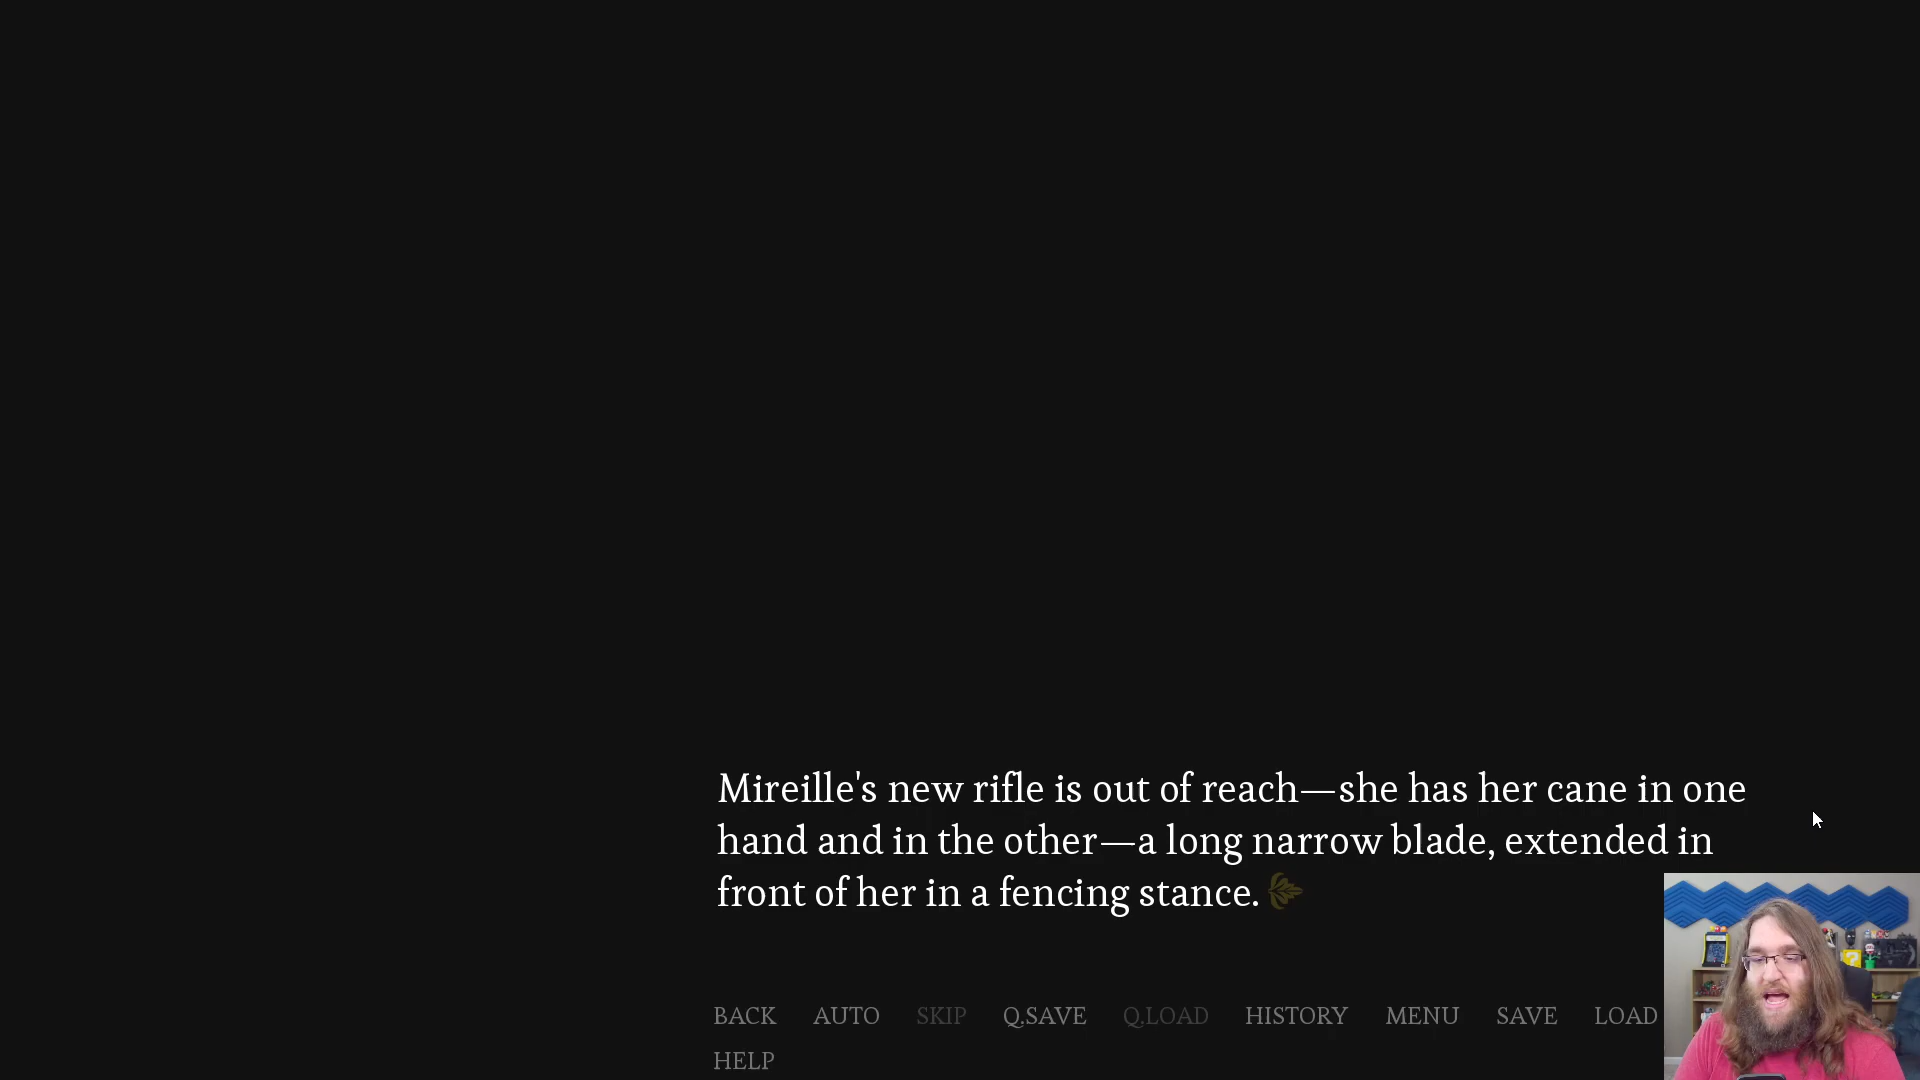 Mireille's new rifle is out of reach—she has her cane in one
hand and in the other—a long narrow blade, extended in
front of her in a fencing stance.
BACK AUTO SKIP Q.SAVE Q.LOAD HISTORY MENU SAVE LOAD
HELP